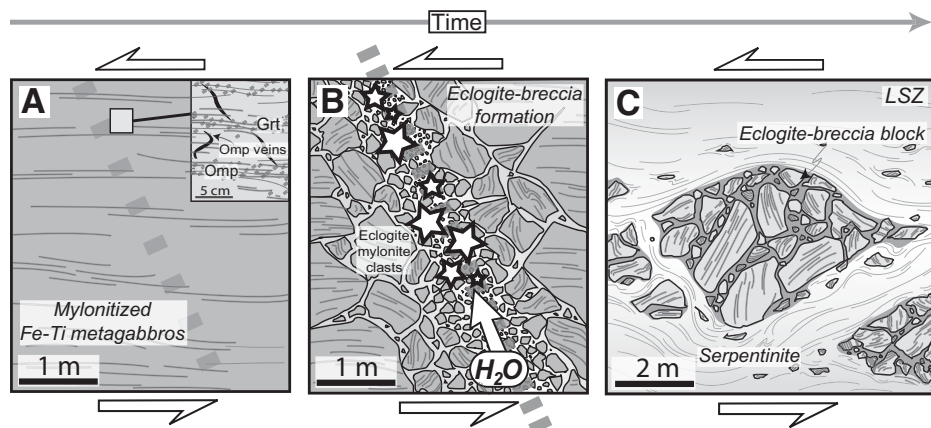 Time
A
Grt
Omp veins
Omp
5 cm
Mylonitized
Fe-Ti metagabbros
1 m
B
Eclogite-breccia
formation
Eclogite
mylonite
clasts
H₂O
1 m
C
LSZ
Eclogite-breccia block
Serpentinite
2 m